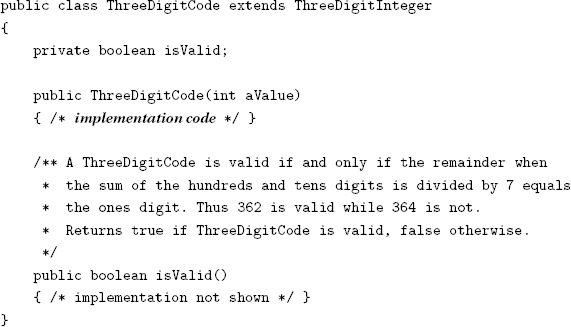 public class ThreeDigitCode extends ThreeDigitInteger
{
private boolean isValid;
public ThreeDigitCode(int aValue)
{ /* implementation code */ }
/** A ThreeDigitCode is valid if and only if the remainder when
* the sum of the hundreds and tens digits is divided by 7 equals
* the ones digit. Thus 362 is valid while 364 is not.
* Returns true if ThreeDigitCode is valid, false otherwise.
*/
public boolean isValid()
{ /* implementation not shown */ }
}